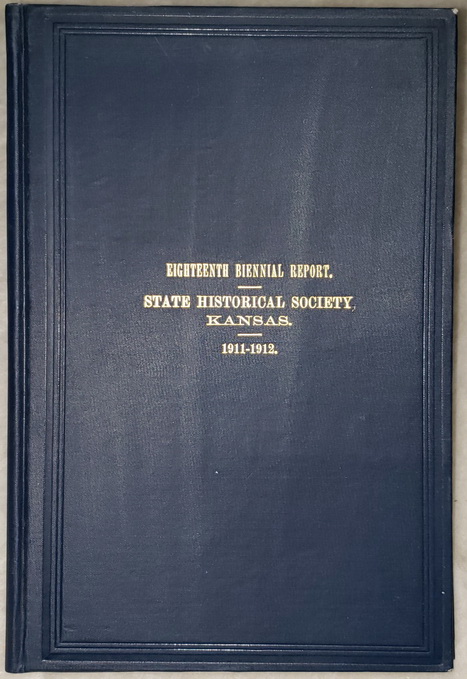 EIGHTEENTH BIENNIAL REPORT.
STATE HISTORICAL SOCIETY,
KANSAS.
1911-1912.